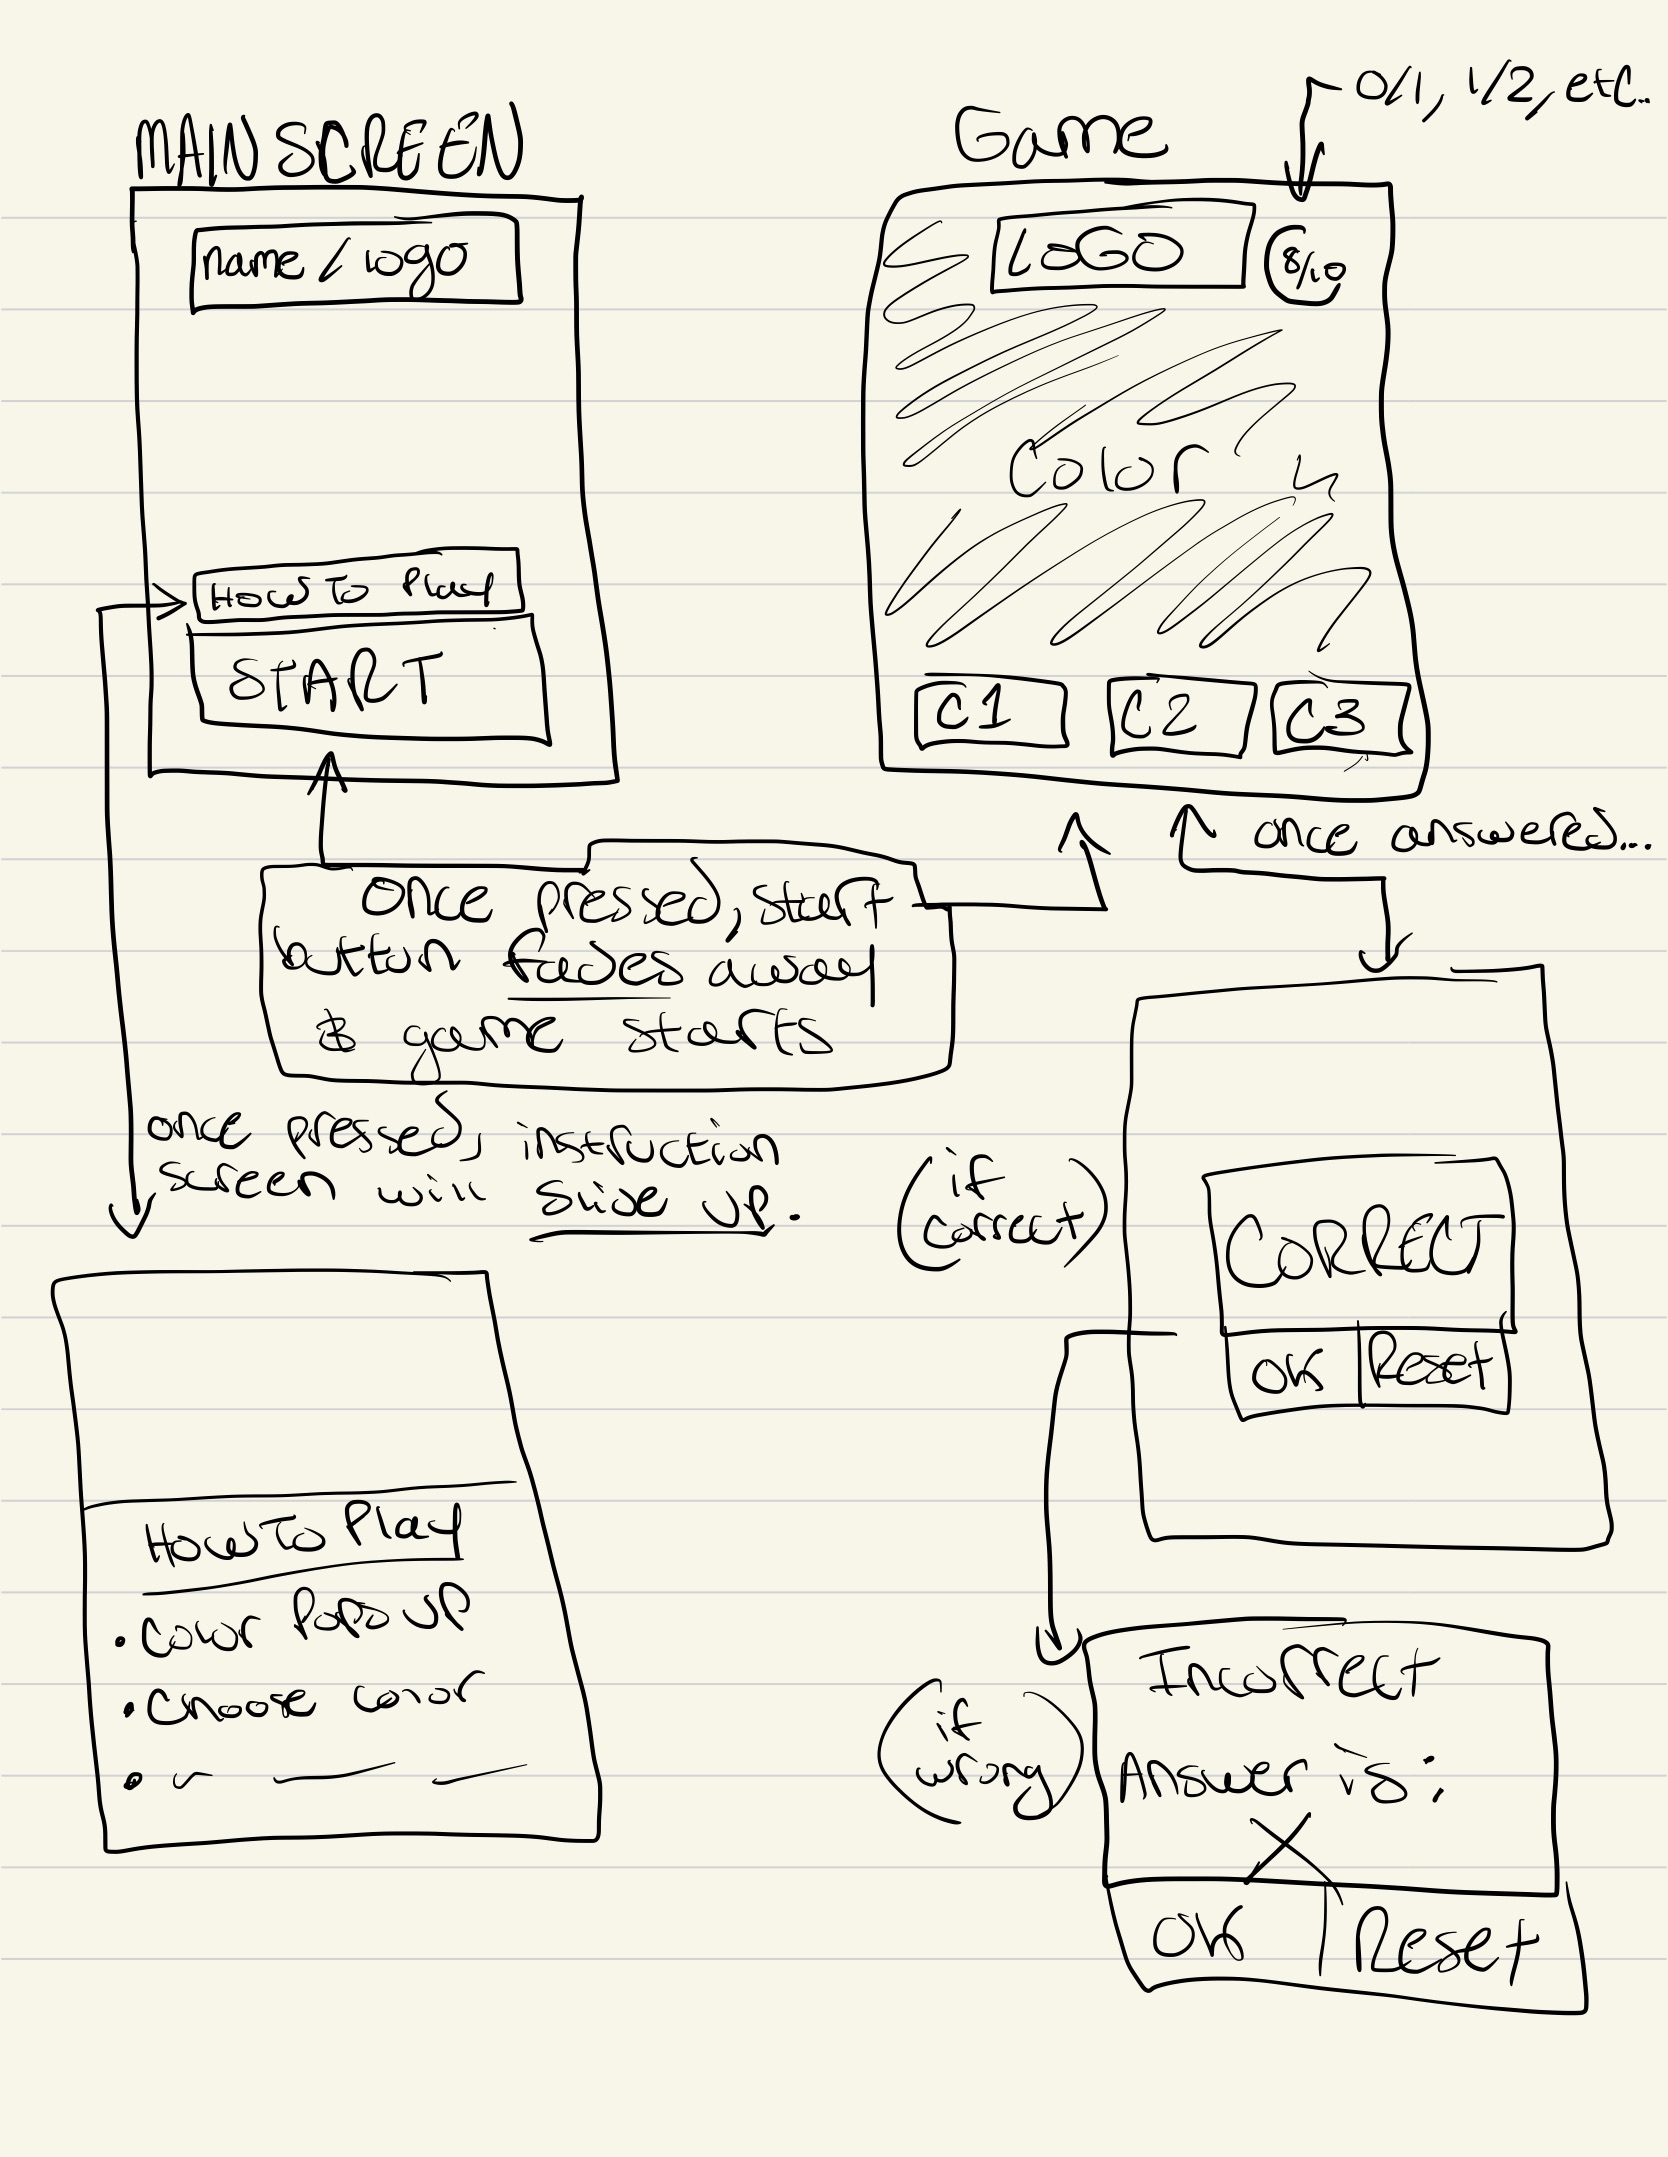 MAIN SCREEN
name / logo
How To Play
START
Game
0/1, 1/2, etc..
LOGO
8/10
Color
C1
C2
C3
Once pressed, start
button fades away
& game starts
once answered...
once pressed, instruction
screen will slide up.
How To Play
• Color Pops UP
• Choose color
(if
correct)
CORRECT
OK
Reset
(if
wrong)
Incorrect
Answer is:
X
OK
Reset